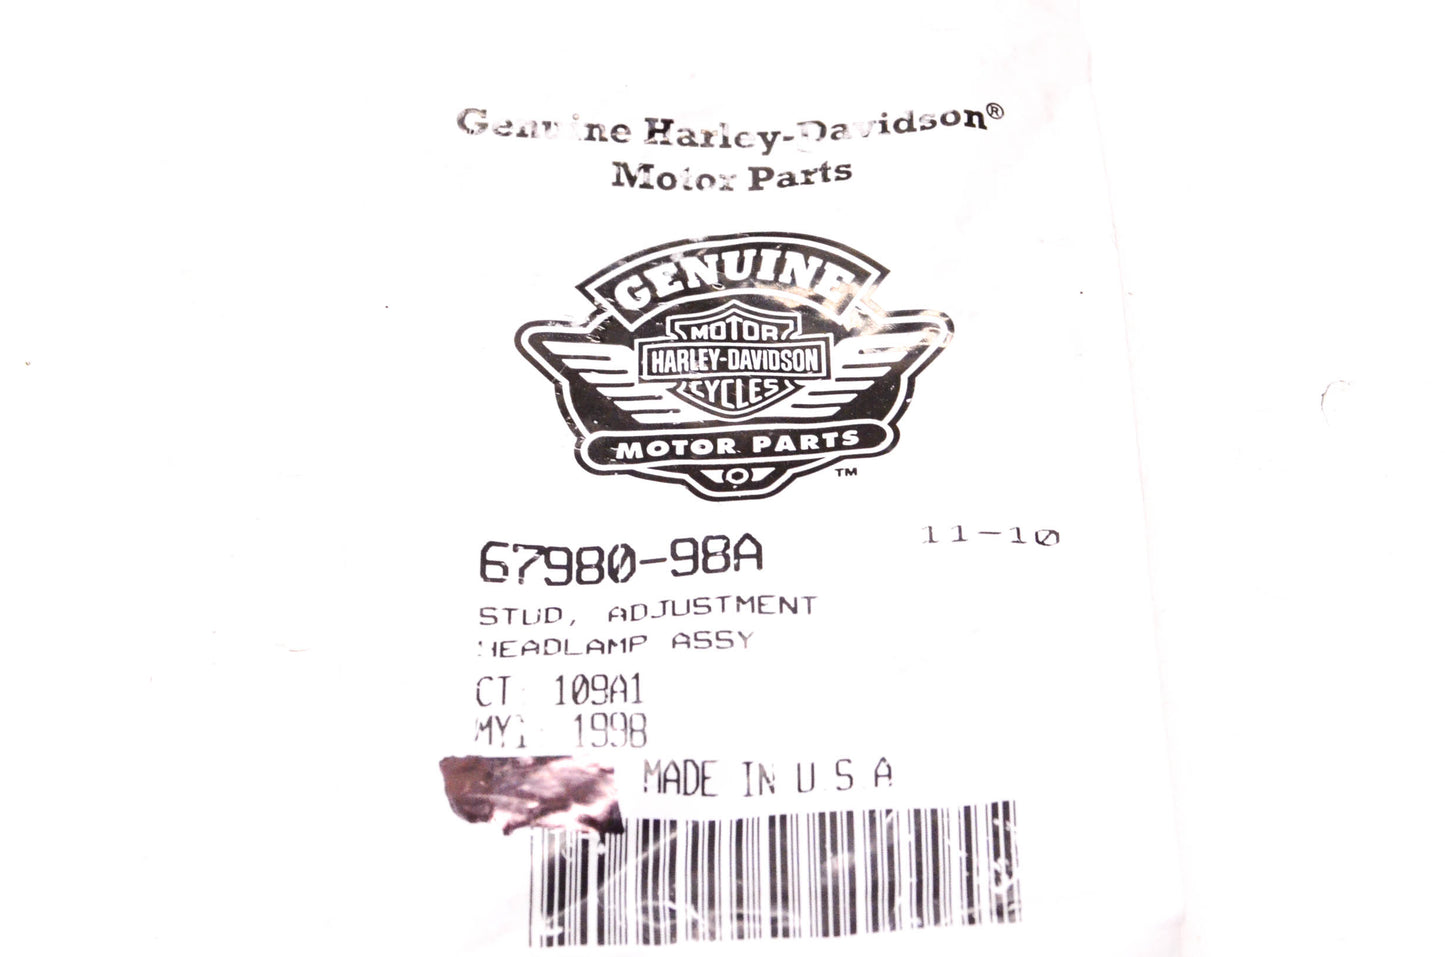 Genuine Harley-Davidson®
Motor Parts
GENUINE
MOTOR
HARLEY-DAVIDSON
CYCLES
MOTOR PARTS
TM
11-10
67980-98A
STUD, ADJUSTMENT
HEADLAMP ASSY
CT: 109A1
1998
MADE IN U.S.A